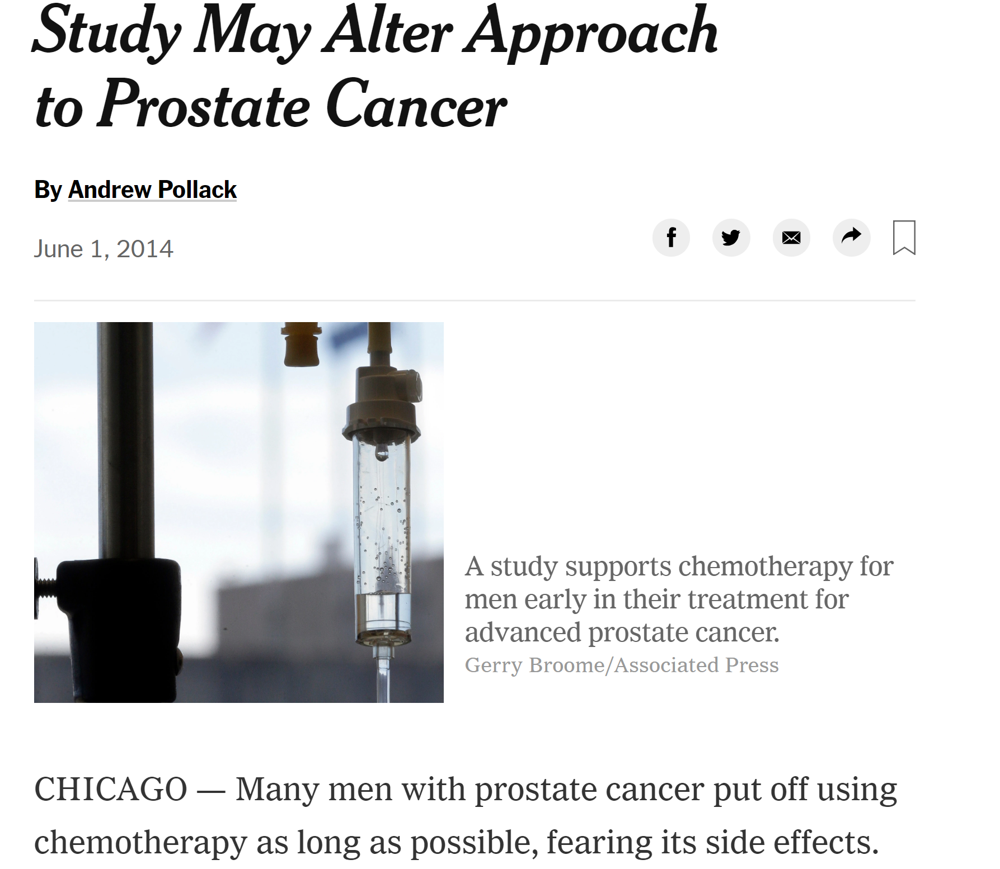 Study May Alter Approach
to Prostate Cancer
By Andrew Pollack
June 1, 2014
A study supports chemotherapy for
men early in their treatment for
advanced prostate cancer.
Gerry Broome/Associated Press
CHICAGO — Many men with prostate cancer put off using
chemotherapy as long as possible, fearing its side effects.